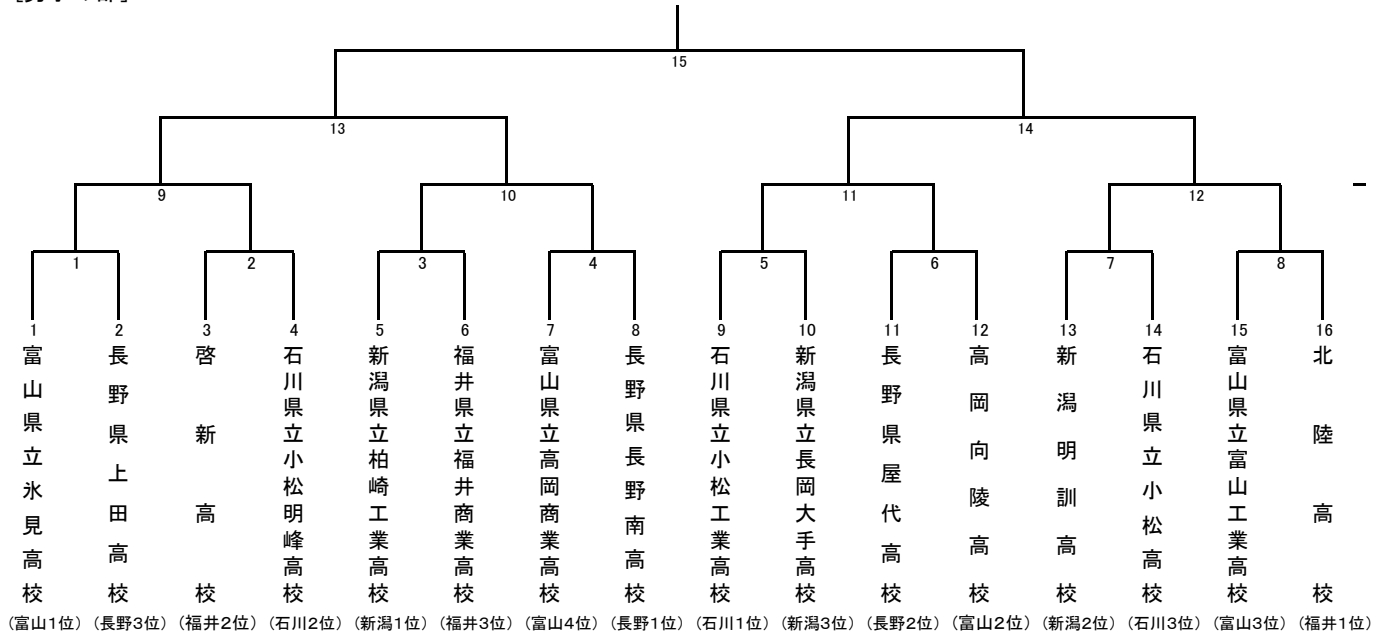 15
13
14
9
10
11
12
1
2
3
4
5
6
7
8
1
2
3
4
5
6
7
8
9
10
11
12
13
14
15
16
富山県立氷見高校
長野県上田高校
啓新高校
石川県立小松明峰高校
新潟県立柏崎工業高校
福井県立福井商業高校
富山県立高岡商業高校
長野県長野南高校
石川県立小松工業高校
新潟県立長岡大手高校
長野県屋代高校
高岡向陵高校
新潟明訓高校
石川県立小松高校
富山県立富山工業高校
北陸高校
(富山1位)
(長野3位)
(福井2位)
(石川2位)
(新潟1位)
(福井3位)
(富山4位)
(長野1位)
(石川1位)
(新潟3位)
(長野2位)
(富山2位)
(新潟2位)
(石川3位)
(富山3位)
(福井1位)